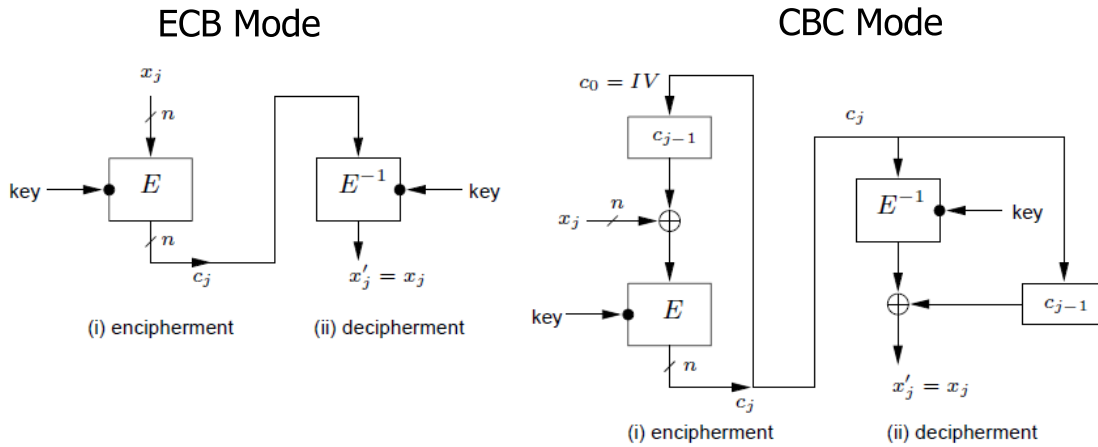 ECB Mode
x_j
n
key
E
n
c_j
E^{-1}
key
x'_j = x_j
(i) encipherment
(ii) decipherment
CBC Mode
c_0 = IV
c_{j-1}
n
x_j
key
E
n
c_j
c_j
E^{-1}
key
c_{j-1}
x'_j = x_j
(i) encipherment
(ii) decipherment